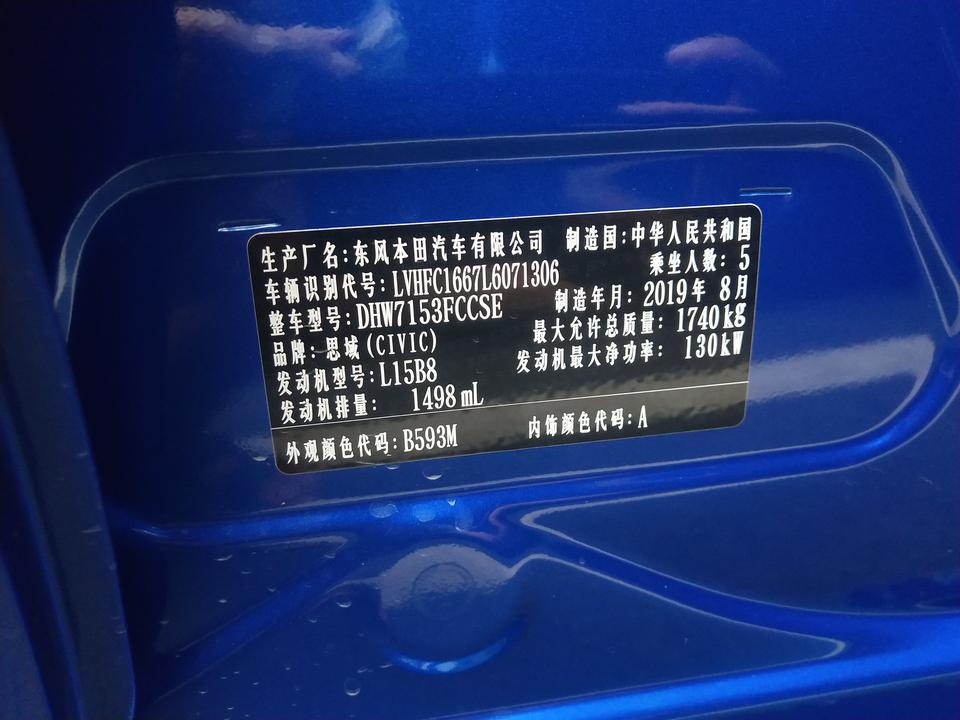 生产厂名:东风本田汽车有限公司 制造国:中华人民共和国
车辆识别代号:LVHFC1667L6071306 乘坐人数: 5
整车型号:DHW7153FCCSE 制造年月: 2019年 8月
品牌: 思域(CIVIC) 最大允许总质量: 1740kg
发动机型号:L15B8 发动机最大净功率: 130kW
发动机排量: 1498mL
外观颜色代码:B593M 内饰颜色代码:A